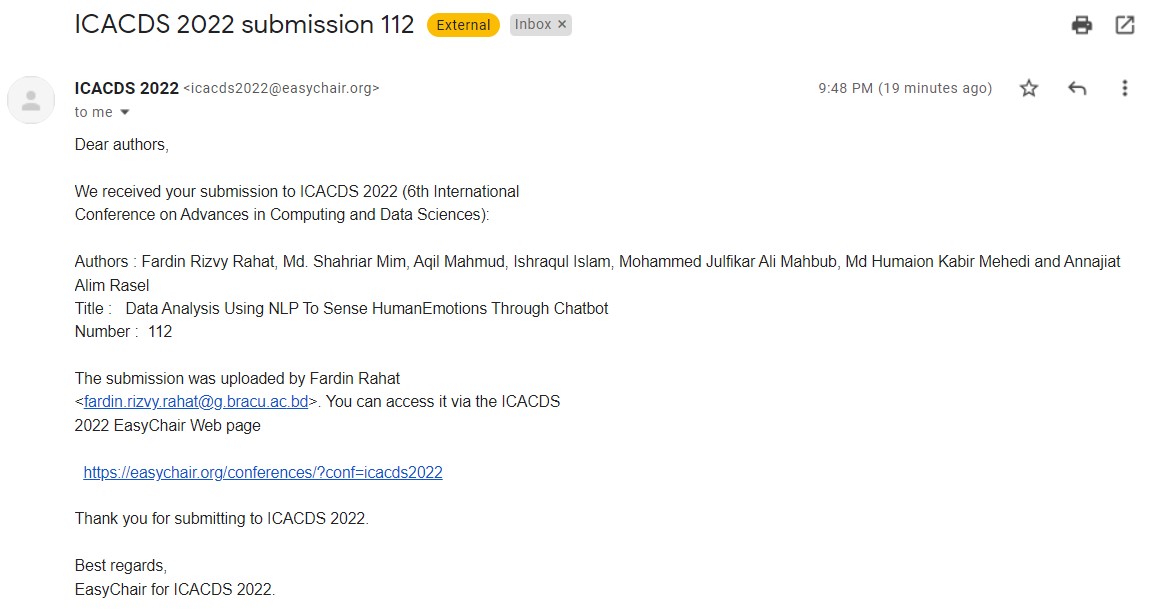 ICACDS 2022 submission 112 External Inbox ×
ICACDS 2022 <icacds2022@easychair.org> 9:48 PM (19 minutes ago)
to me
Dear authors,
We received your submission to ICACDS 2022 (6th International
Conference on Advances in Computing and Data Sciences):
Authors : Fardin Rizvy Rahat, Md. Shahriar Mim, Aqil Mahmud, Ishraqul Islam, Mohammed Julfikar Ali Mahbub, Md Humaion Kabir Mehedi and Annajiat
Alim Rasel
Title : Data Analysis Using NLP To Sense HumanEmotions Through Chatbot
Number : 112
The submission was uploaded by Fardin Rahat
<fardin.rizvy.rahat@g.bracu.ac.bd>. You can access it via the ICACDS
2022 EasyChair Web page
https://easychair.org/conferences/?conf=icacds2022
Thank you for submitting to ICACDS 2022.
Best regards,
EasyChair for ICACDS 2022.